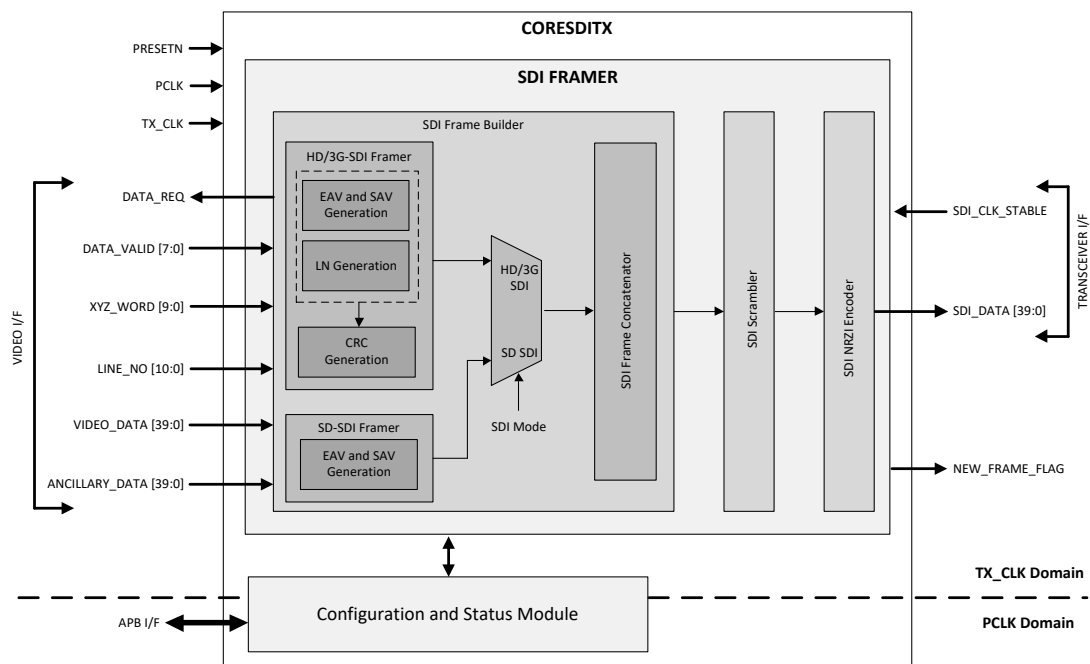 CORESDITX
PRESETN
SDI FRAMER
PCLK
TX_CLK
SDI Frame Builder
HD/3G-SDI Framer
EAV and SAV
Generation
LN Generation
CRC
Generation
SD-SDI Framer
EAV and SAV
Generation
HD/3G
SDI
SD SDI
SDI Mode
SDI Frame Concatenator
SDI Scrambler
SDI NRZI Encoder
VIDEO I/F
DATA_REQ
DATA_VALID [7:0]
XYZ_WORD [9:0]
LINE_NO [10:0]
VIDEO_DATA [39:0]
ANCILLARY_DATA [39:0]
SDI_CLK_STABLE
SDI_DATA [39:0]
TRANSCEIVER I/F
NEW_FRAME_FLAG
TX_CLK Domain
Configuration and Status Module
APB I/F
PCLK Domain